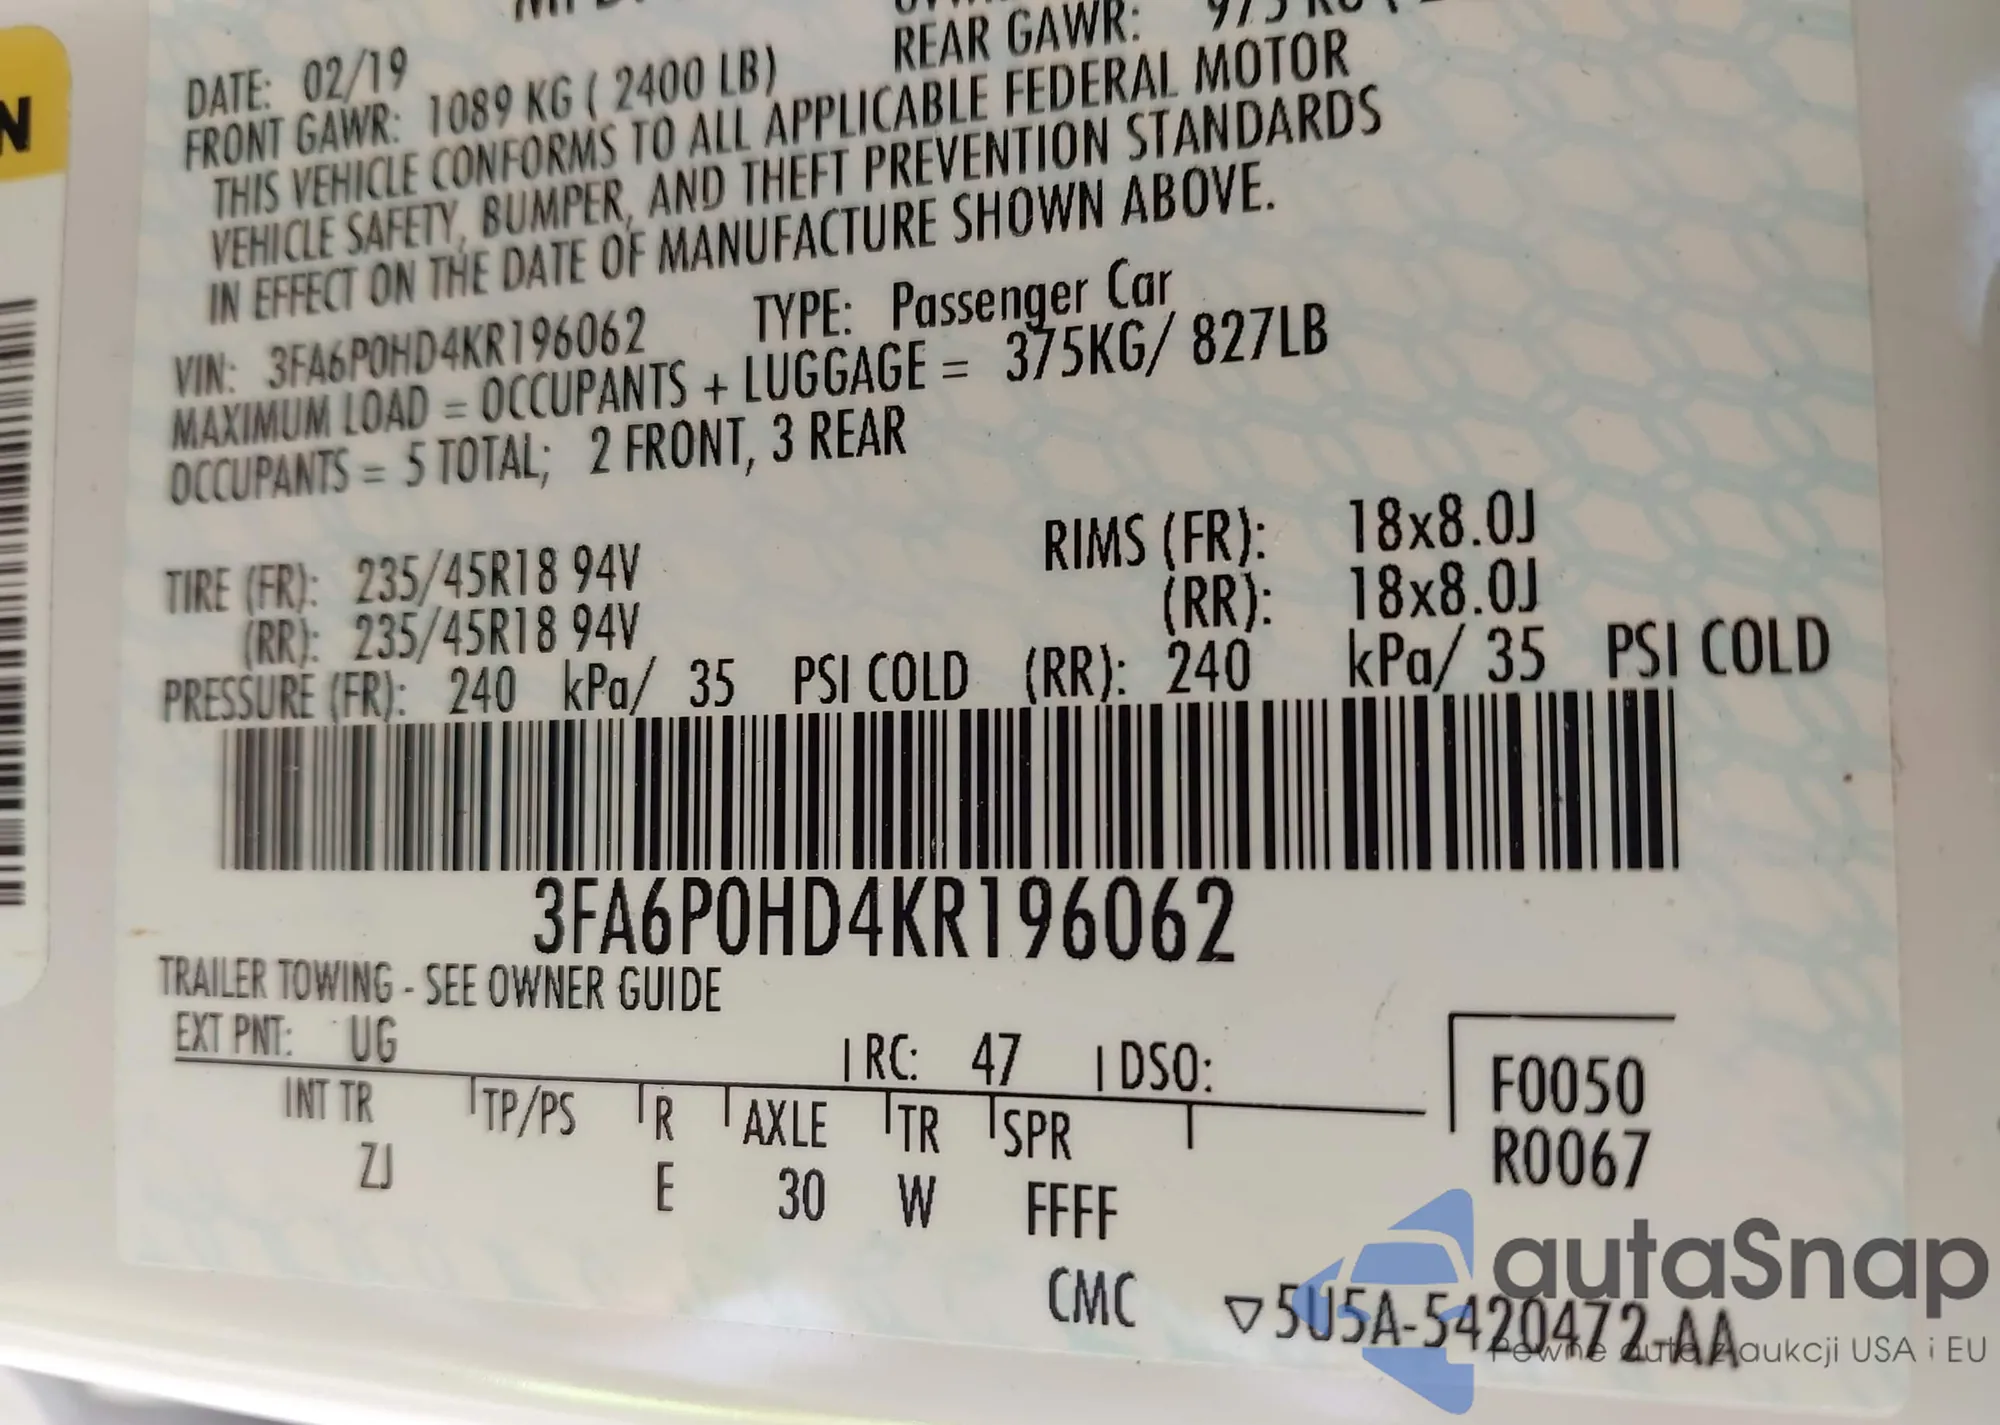 N
DATE: 02/19
REAR GAWR:
FRONT GAWR: 1089 KG ( 2400 LB)
THIS VEHICLE CONFORMS TO ALL APPLICABLE FEDERAL MOTOR
VEHICLE SAFETY, BUMPER, AND THEFT PREVENTION STANDARDS
IN EFFECT ON THE DATE OF MANUFACTURE SHOWN ABOVE.
VIN: 3FA6P0HD4KR196062 TYPE: Passenger Car
MAXIMUM LOAD = OCCUPANTS + LUGGAGE = 375KG/ 827LB
OCCUPANTS = 5 TOTAL; 2 FRONT, 3 REAR
TIRE (FR): 235/45R18 94V RIMS (FR): 18x8.0J
(RR): 235/45R18 94V (RR): 18x8.0J
PRESSURE (FR): 240 kPa/ 35 PSI COLD (RR): 240 kPa/ 35 PSI COLD
3FA6P0HD4KR196062
TRAILER TOWING - SEE OWNER GUIDE
EXT PNT: UG RC: 47 DSO:
F0050
R0067
INT TR TP/PS R AXLE TR SPR
ZJ E 30 W FFFF
CMC ▽5U5A-5420472-AA
autaSnap
Pewne auta z aukcji USA i EU